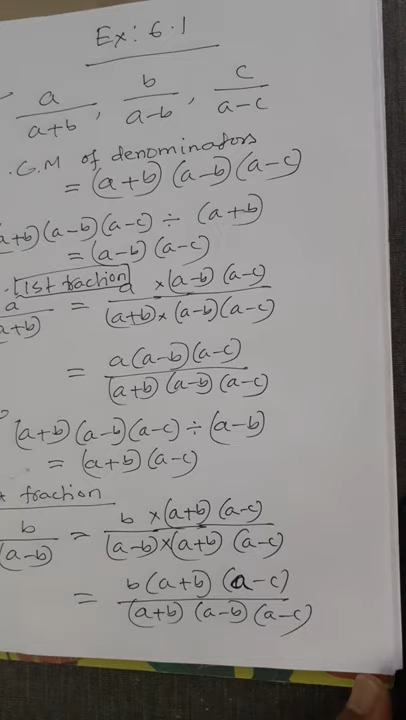 Ex: 6.1
a/(a+b), b/(a-b), c/(a-c)
.C.M of denominators
= (a+b) (a-b) (a-c)
a+b) (a-b) (a-c) ÷ (a+b)
= (a-b) (a-c)
1st fraction
a/(a+b) = a × (a-b) (a-c)/(a+b) × (a-b) (a-c)
= a(a-b)(a-c)/(a+b) (a-b) (a-c)
(a+b) (a-b) (a-c) ÷ (a-b)
= (a+b) (a-c)
fraction
b/(a-b) = b × (a+b) (a-c)/(a-b) × (a+b) (a-c)
= b (a+b) (a-c)/(a+b) (a-b) (a-c)